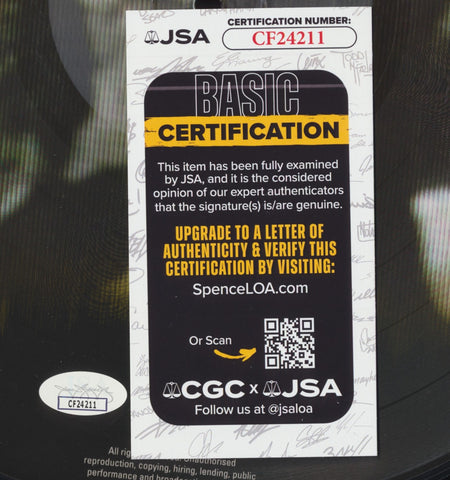 JSA
CERTIFICATION NUMBER:
CF24211
BASIC
CERTIFICATION
This item has been fully examined
by JSA, and it is the considered
opinion of our expert authenticators
that the signature(s) is/are genuine.
UPGRADE TO A LETTER OF
AUTHENTICITY & VERIFY THIS
CERTIFICATION BY VISITING:
SpenceLOA.com
Or Scan
CGC x JSA
Follow us at @jsaloa
CF24211
All Unauthorised
reproduction, copying, hiring, lending, public
performance and